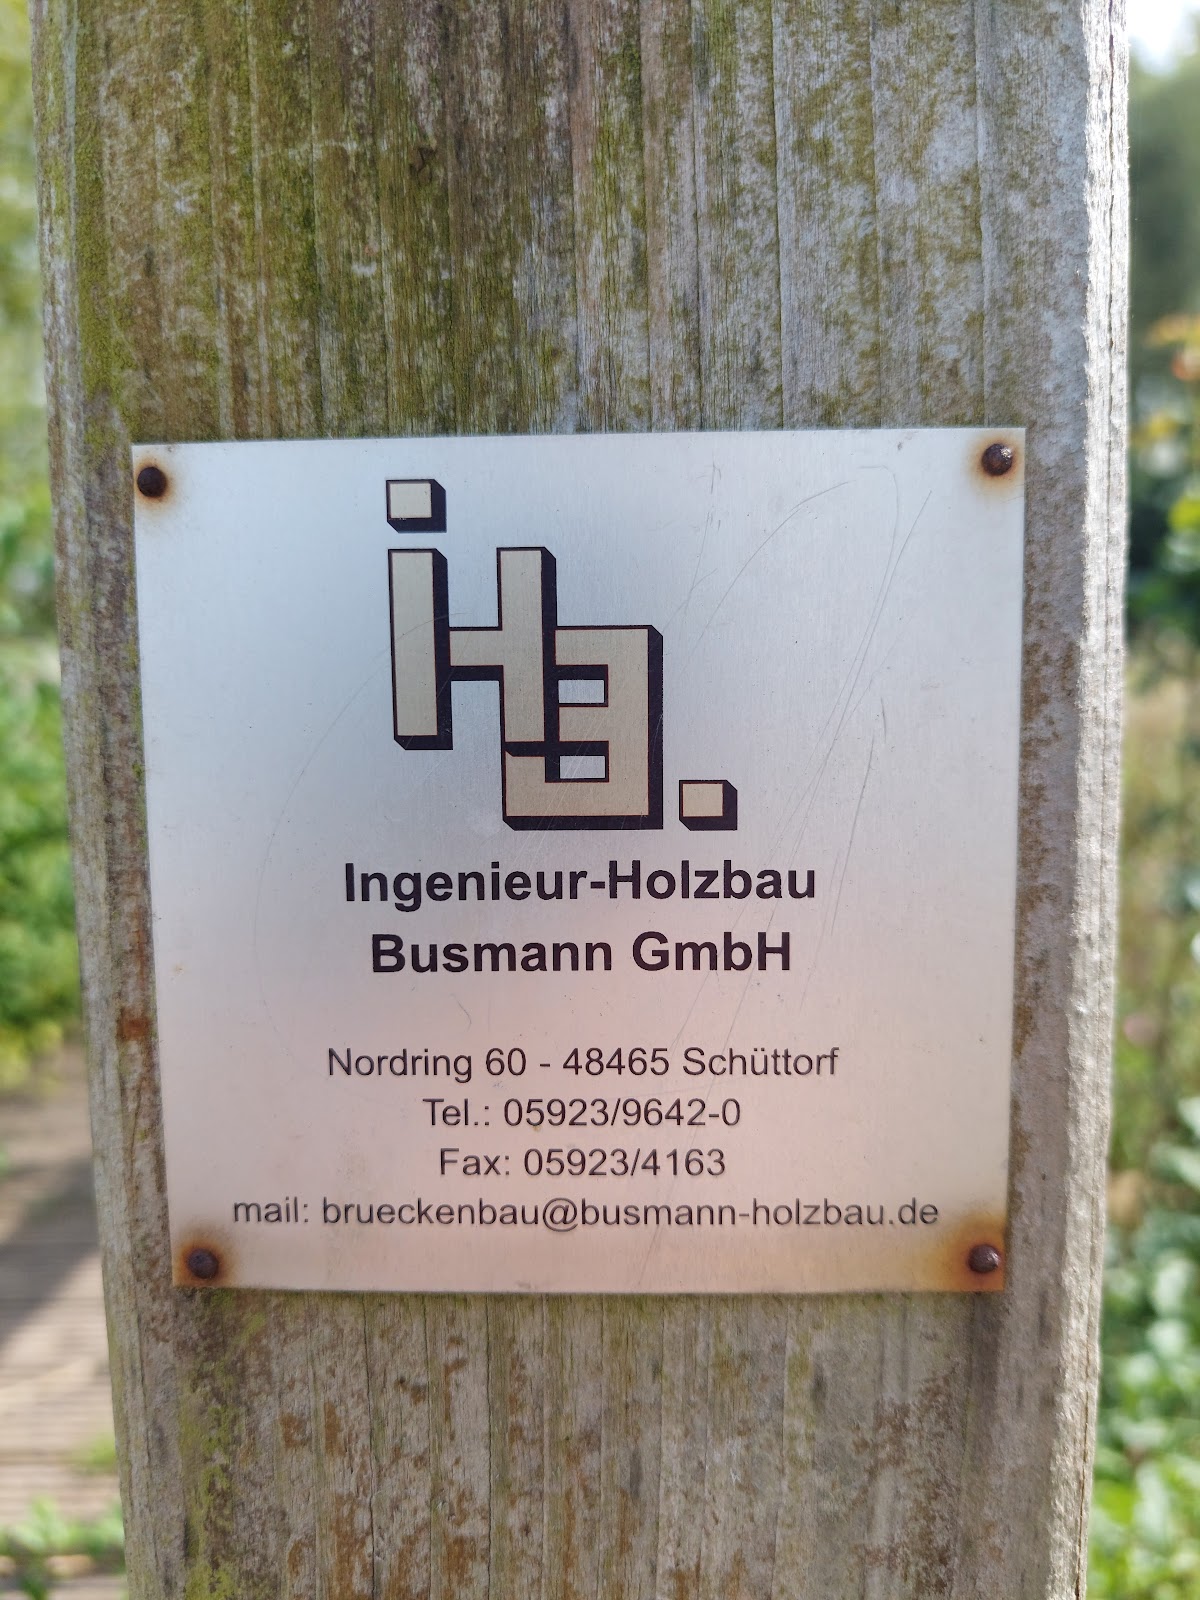 iHB.
Ingenieur-Holzbau
Busmann GmbH
Nordring 60 - 48465 Schüttorf
Tel.: 05923/9642-0
Fax: 05923/4163
mail: brueckenbau@busmann-holzbau.de